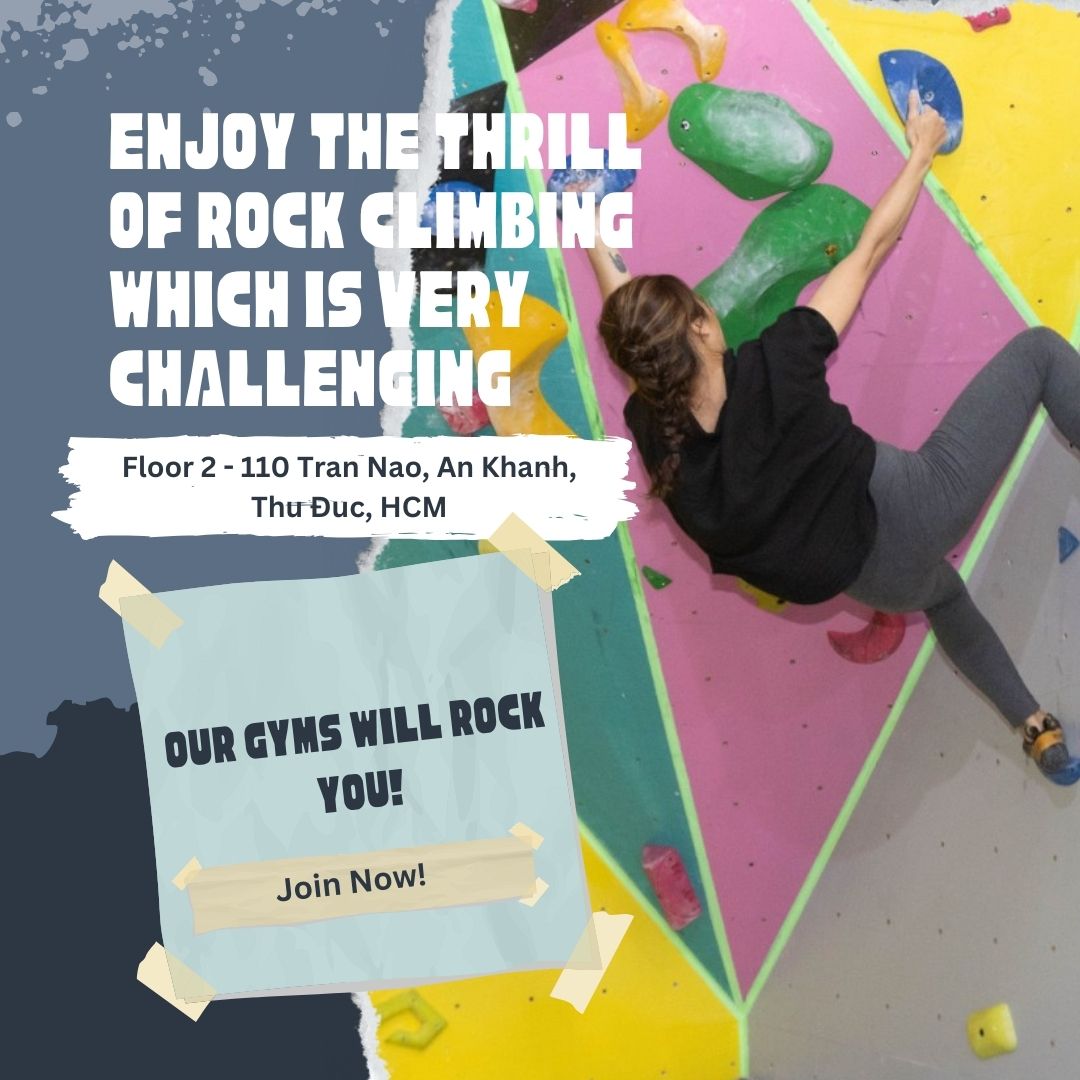 ENJOY THE THRILL
OF ROCK CLIMBING
WHICH IS VERY
CHALLENGING
Floor 2 - 110 Tran Nao, An Khanh,
Thu Đuc, HCM
OUR GYMS WILL ROCK
YOU!
Join Now!